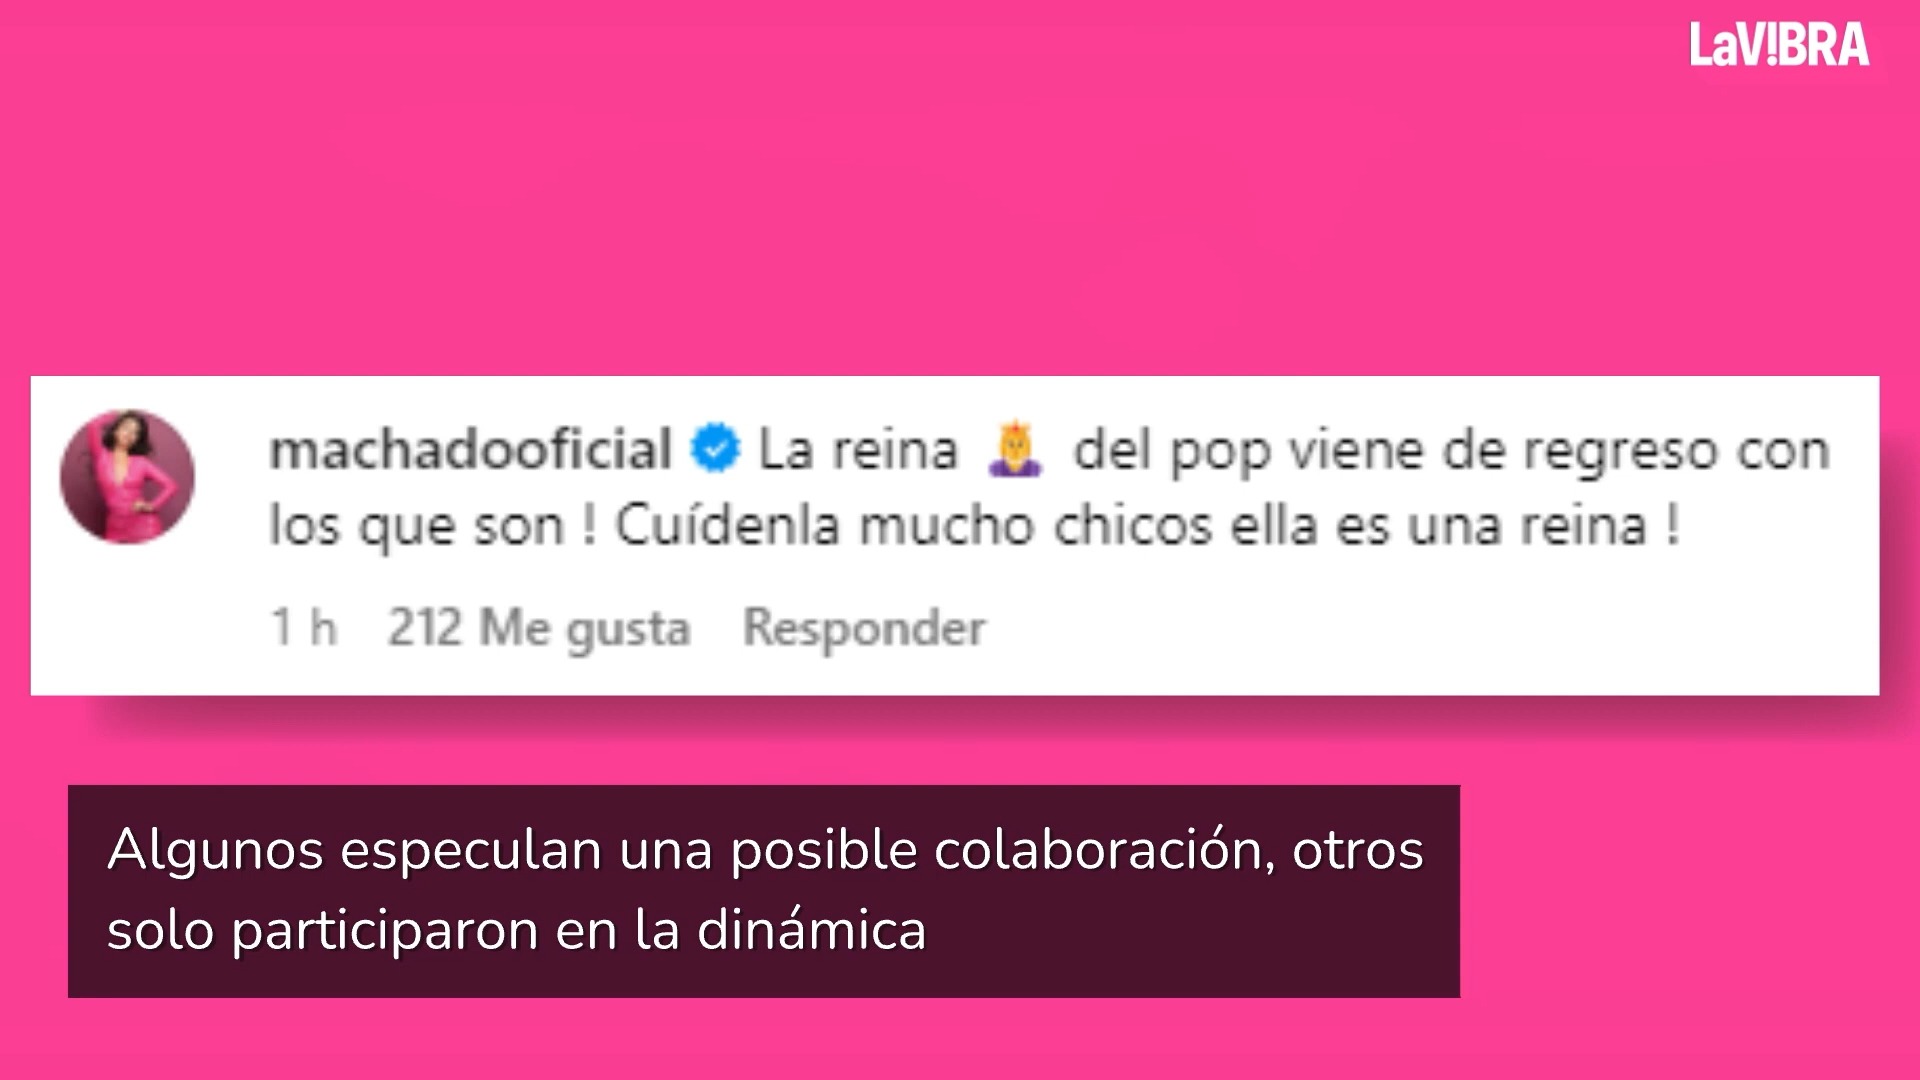 LaV!BRA
machadooficial La reina 👸 del pop viene de regreso con
los que son ! Cuídenla mucho chicos ella es una reina !
1 h 212 Me gusta Responder
Algunos especulan una posible colaboración, otros
solo participaron en la dinámica